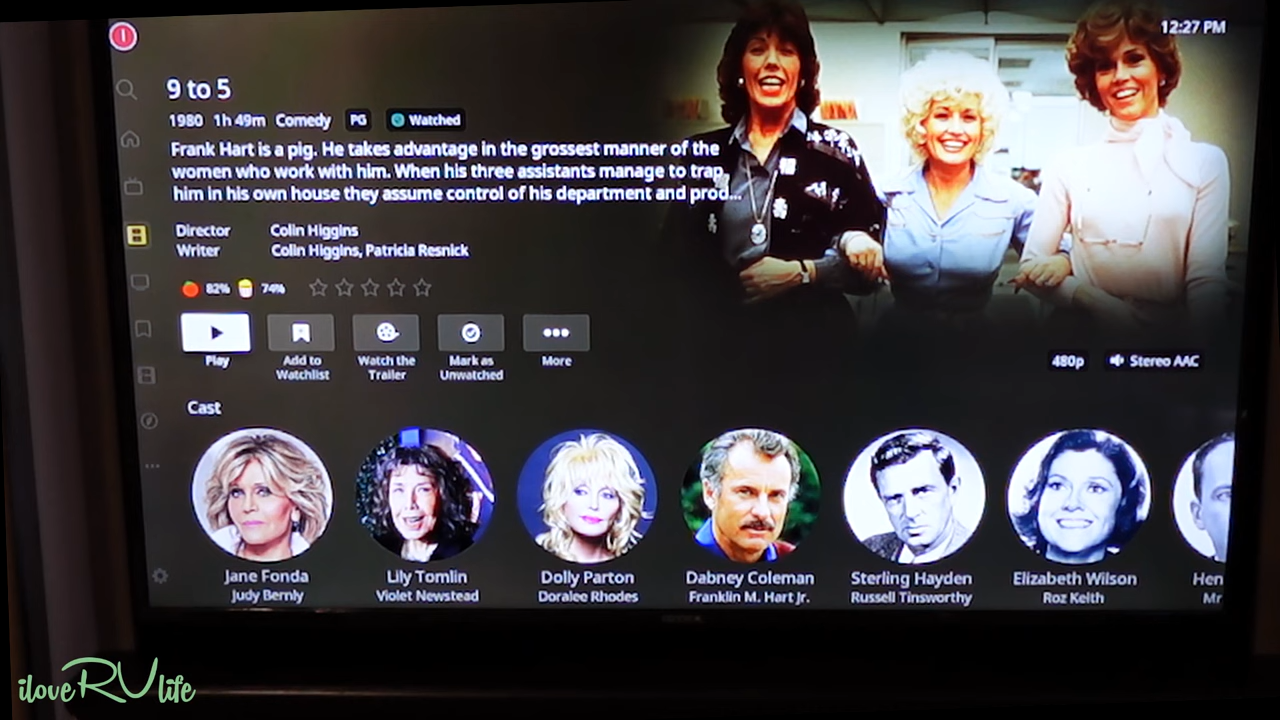 12:27 PM
9 to 5
1980 1h 49m Comedy PG Watched
Frank Hart is a pig. He takes advantage in the grossest manner of the
women who work with him. When his three assistants manage to trap
him in his own house they assume control of his department and prod...
Director Colin Higgins
Writer Colin Higgins, Patricia Resnick
82% 74%
Play
Add to
Watchlist
Watch the
Trailer
Mark as
Unwatched
More
480p Stereo AAC
Cast
Jane Fonda
Judy Bernly
Lily Tomlin
Violet Newstead
Dolly Parton
Doralee Rhodes
Dabney Coleman
Franklin M. Hart Jr.
Sterling Hayden
Russell Tinsworthy
Elizabeth Wilson
Roz Keith
Hen
Mr
iloveRVlife